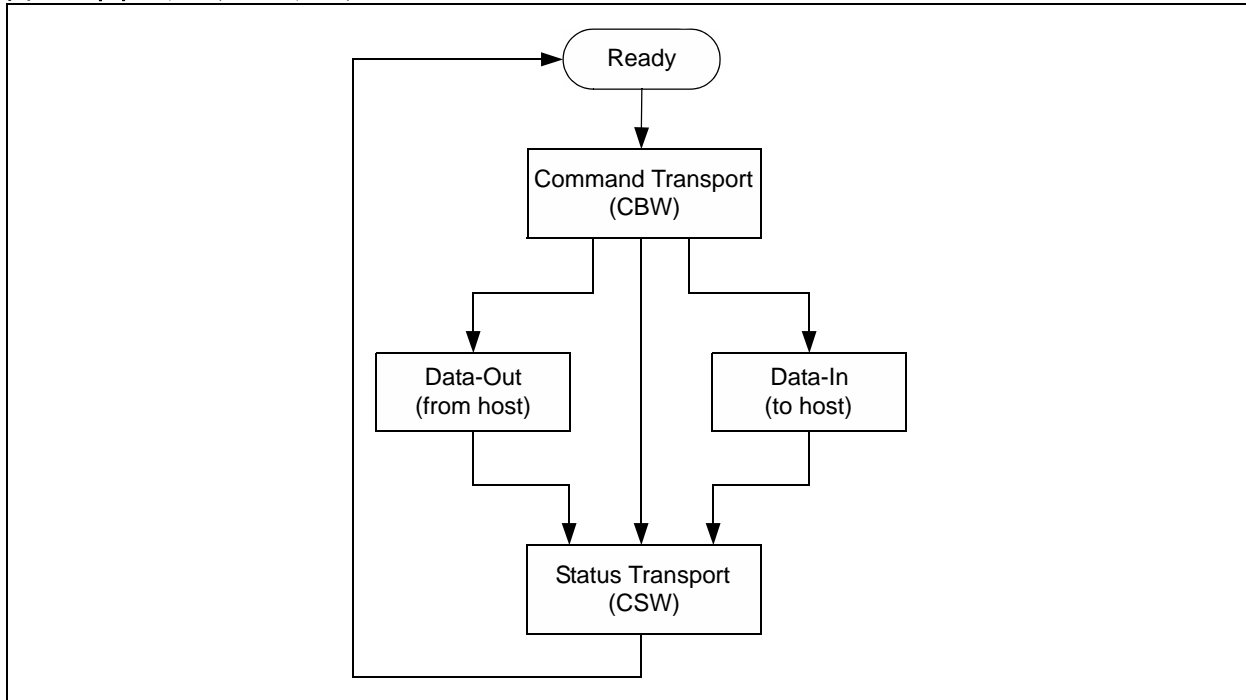 Ready
Command Transport
(CBW)
Data-Out
(from host)
Data-In
(to host)
Status Transport
(CSW)